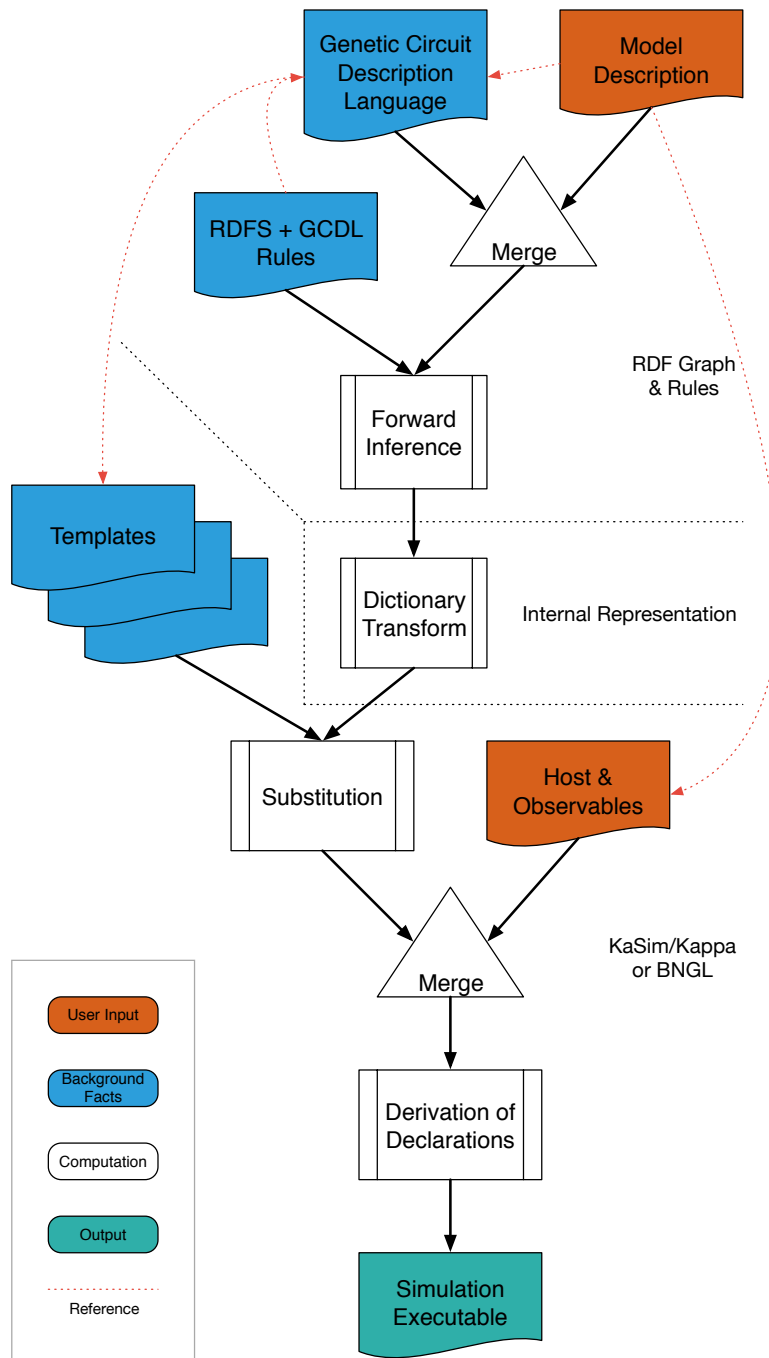 Genetic Circuit
Description
Language
Model
Description
RDFS + GCDL
Rules
Merge
Forward
Inference
RDF Graph
& Rules
Templates
Dictionary
Transform
Internal Representation
Substitution
Host &
Observables
Merge
KaSim/Kappa
or BNGL
Derivation of
Declarations
Simulation
Executable
User Input
Background
Facts
Computation
Output
Reference